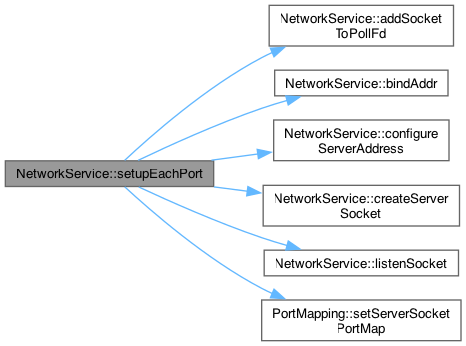 NetworkService::setupEachPort
NetworkService::addSocket
ToPollFd
NetworkService::bindAddr
NetworkService::configure
ServerAddress
NetworkService::createServer
Socket
NetworkService::listenSocket
PortMapping::setServerSocket
PortMap